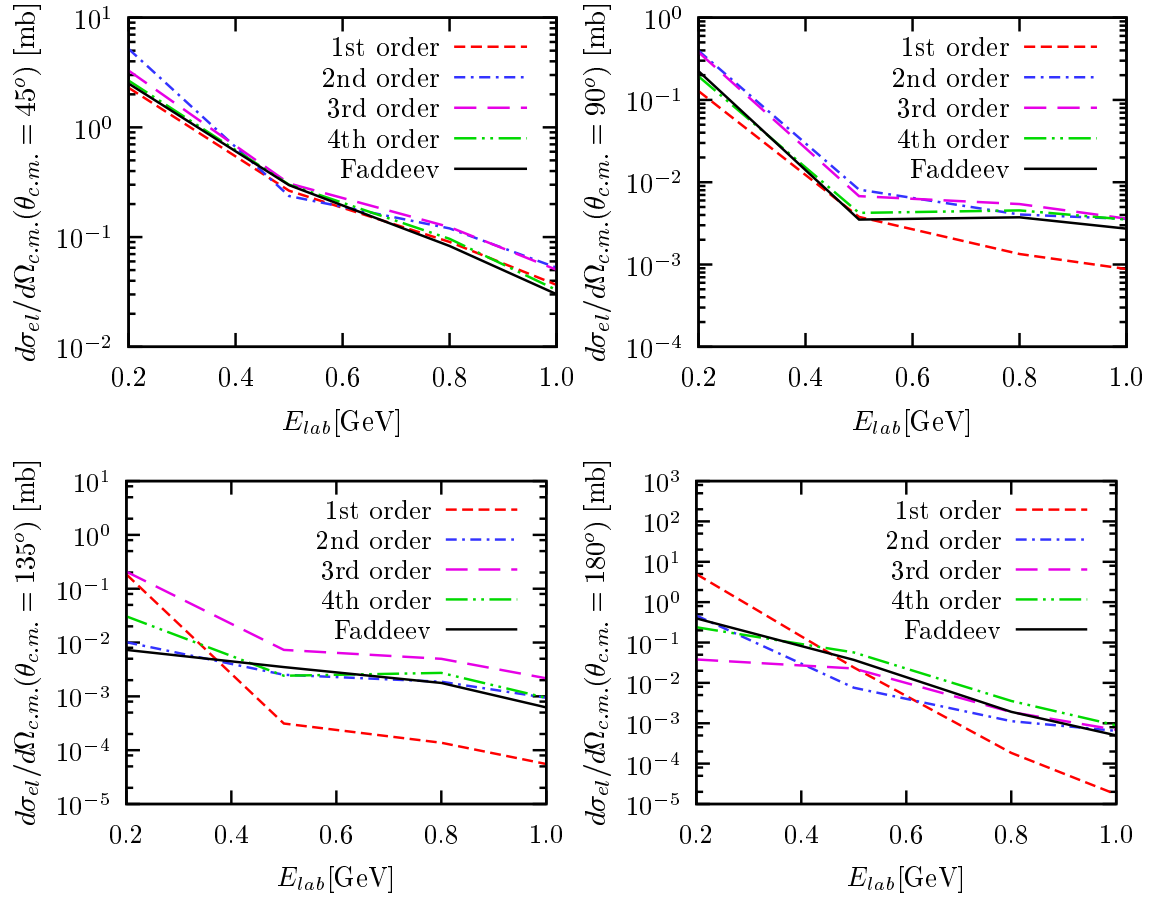 dσ_el/dΩ_c.m.(θ_c.m. = 45°) [mb]
10^1
10^0
10^−1
10^−2
1st order
2nd order
3rd order
4th order
Faddeev
0.2 0.4 0.6 0.8 1.0
E_lab[GeV]
dσ_el/dΩ_c.m.(θ_c.m. = 90°) [mb]
10^0
10^−1
10^−2
10^−3
10^−4
1st order
2nd order
3rd order
4th order
Faddeev
0.2 0.4 0.6 0.8 1.0
E_lab[GeV]
dσ_el/dΩ_c.m.(θ_c.m. = 135°) [mb]
10^1
10^0
10^−1
10^−2
10^−3
10^−4
10^−5
1st order
2nd order
3rd order
4th order
Faddeev
0.2 0.4 0.6 0.8 1.0
E_lab[GeV]
dσ_el/dΩ_c.m.(θ_c.m. = 180°) [mb]
10^3
10^2
10^1
10^0
10^−1
10^−2
10^−3
10^−4
10^−5
1st order
2nd order
3rd order
4th order
Faddeev
0.2 0.4 0.6 0.8 1.0
E_lab[GeV]